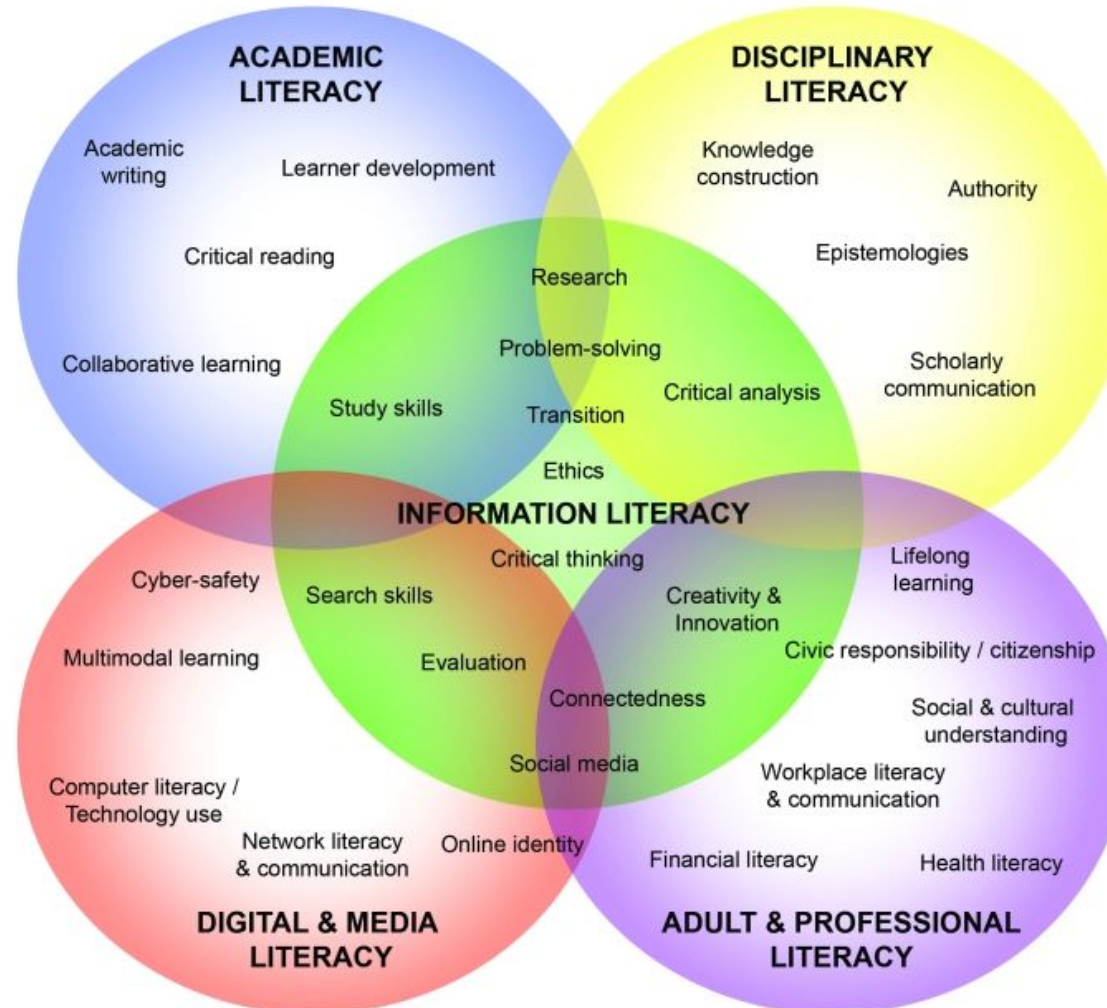 ACADEMIC
LITERACY
DISCIPLINARY
LITERACY
Academic
writing
Learner development
Knowledge
construction
Authority
Critical reading
Epistemologies
Research
Collaborative learning
Problem-solving
Scholarly
communication
Study skills
Critical analysis
Transition
Ethics
INFORMATION LITERACY
Critical thinking
Cyber-safety
Search skills
Creativity &
Innovation
Lifelong
learning
Multimodal learning
Evaluation
Civic responsibility / citizenship
Connectedness
Social & cultural
understanding
Social media
Computer literacy /
Technology use
Workplace literacy
& communication
Network literacy
& communication
Online identity
Financial literacy
Health literacy
DIGITAL & MEDIA
LITERACY
ADULT & PROFESSIONAL
LITERACY